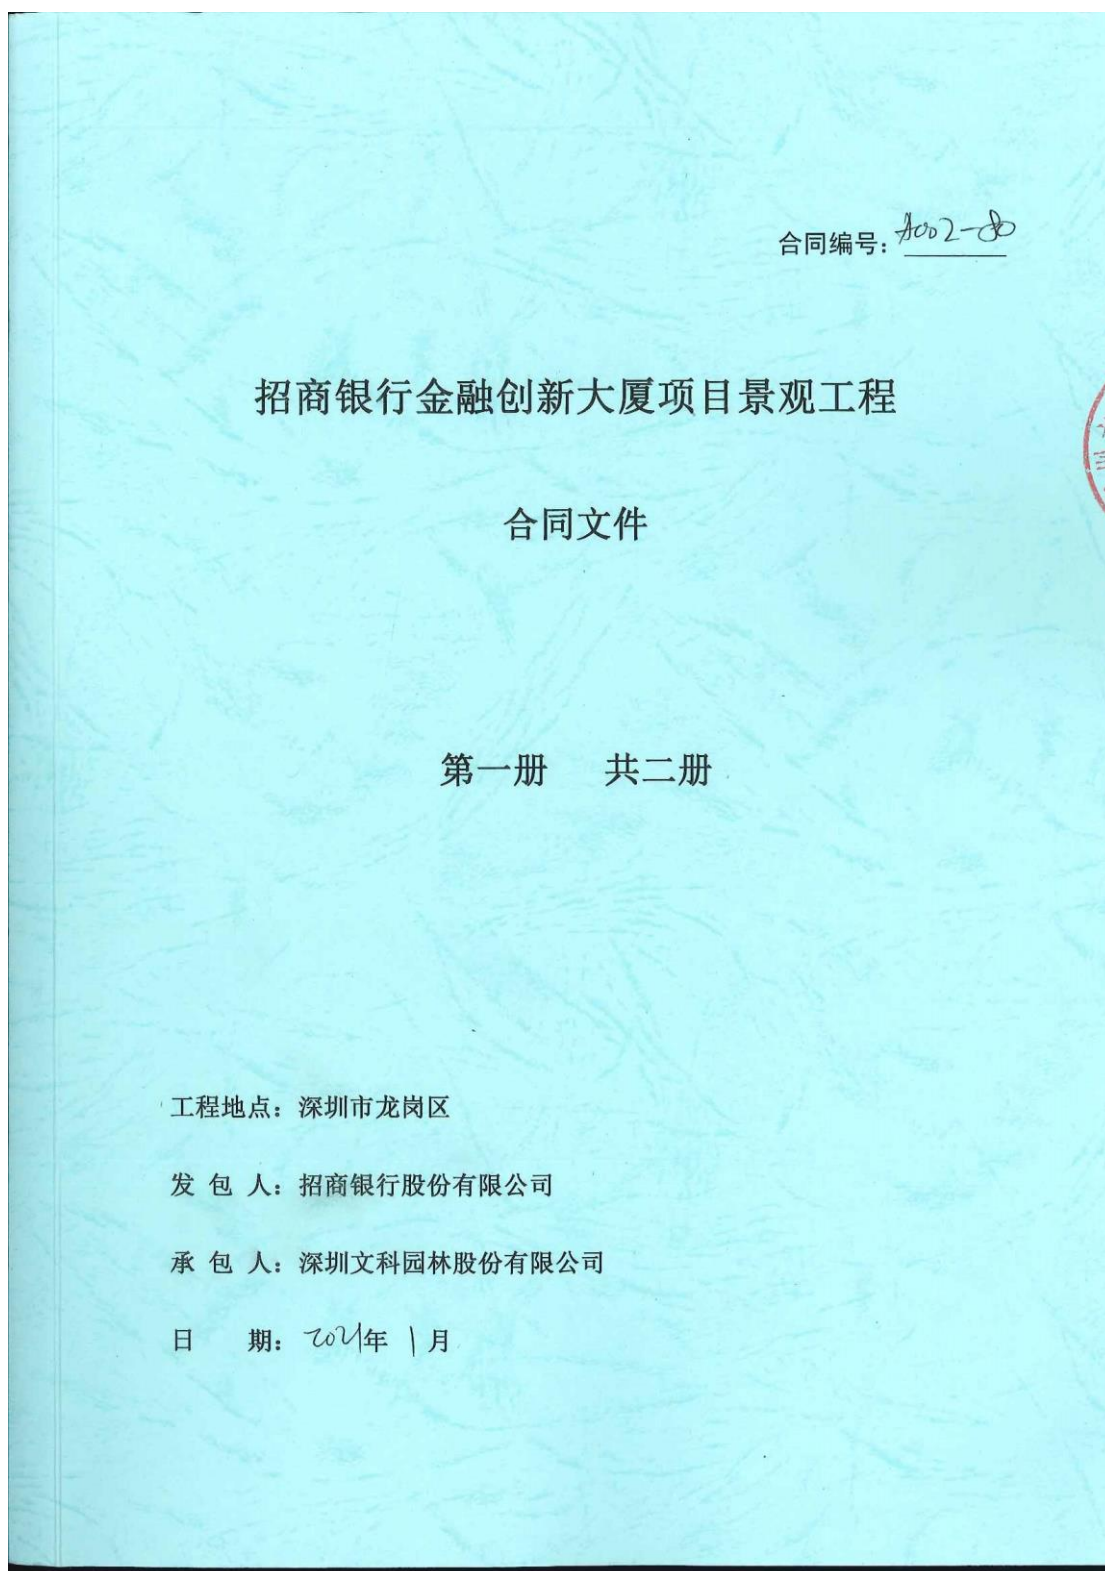 合同编号：A002-80
招商银行金融创新大厦项目景观工程
合同文件
第一册 共二册
工程地点：深圳市龙岗区
发 包 人：招商银行股份有限公司
承 包 人：深圳文科园林股份有限公司
日 期：2021年 1月